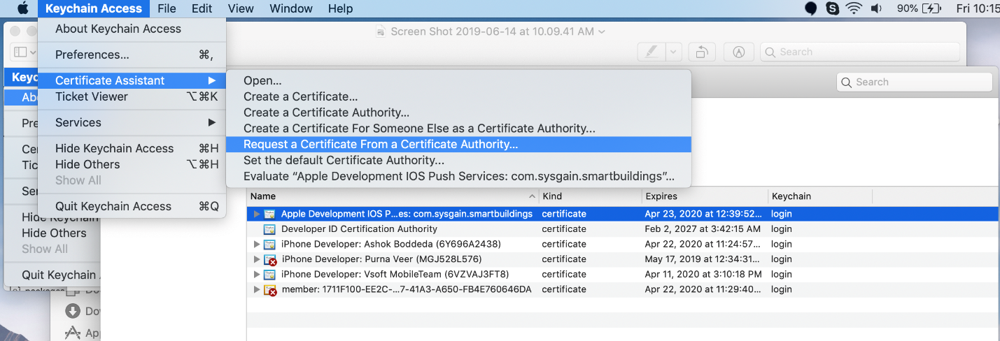 Keychain Access File Edit View Window Help 90% Fri 10:15
Screen Shot 2019-06-14 at 10.09.41 AM
Search
About Keychain Access
Preferences... ⌘,
Certificate Assistant ▶
Ticket Viewer ⌥⌘K
Services ▶
Hide Keychain Access ⌘H
Hide Others ⌥⌘H
Show All
Quit Keychain Access ⌘Q
Open...
Create a Certificate...
Create a Certificate Authority...
Create a Certificate For Someone Else as a Certificate Authority...
Request a Certificate From a Certificate Authority...
Set the default Certificate Authority...
Evaluate “Apple Development IOS Push Services: com.sysgain.smartbuildings”...
Search
Keyc
Abo
Pre
Cer
Tic
Ser
Hide Keychain
Hide Others
Show All
Quit Keychain
Dov
App
Name Kind Expires Keychain
Apple Development IOS P...es: com.sysgain.smartbuildings certificate Apr 23, 2020 at 12:39:52... login
Developer ID Certification Authority certificate Feb 2, 2027 at 3:42:15 AM login
iPhone Developer: Ashok Boddeda (6Y696A2438) certificate Apr 22, 2020 at 11:24:57... login
iPhone Developer: Purna Veer (MGJ528L576) certificate May 17, 2019 at 12:34:31... login
iPhone Developer: Vsoft MobileTeam (6VZVAJ3FT8) certificate Apr 11, 2020 at 3:10:18 PM login
member: 1711F100-EE2C-...7-41A3-A650-FB4E760646DA certificate Apr 22, 2020 at 11:29:40... login